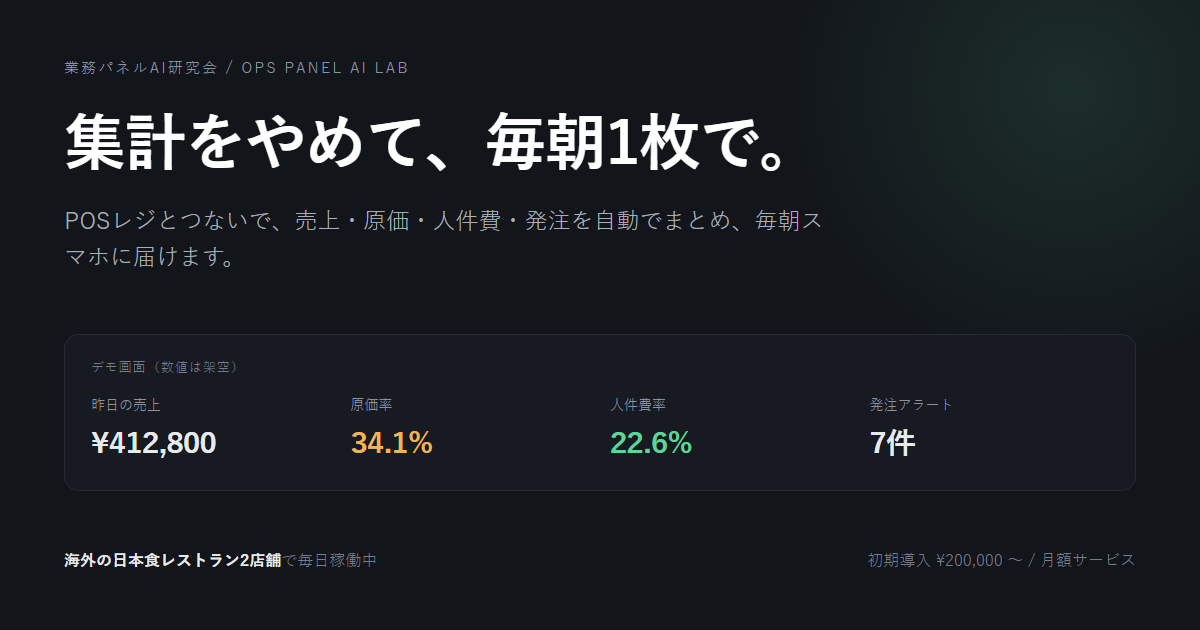 業務パネルAI研究会 / OPS PANEL AI LAB
集計をやめて、毎朝1枚で。
POSレジとつないで、売上・原価・人件費・発注を自動でまとめ、毎朝ス
マホに届けます。
デモ画面（数値は架空）
昨日の売上
¥412,800
原価率
34.1%
人件費率
22.6%
発注アラート
7件
海外の日本食レストラン2店舗で毎日稼働中
初期導入 ¥200,000 〜 / 月額サービス